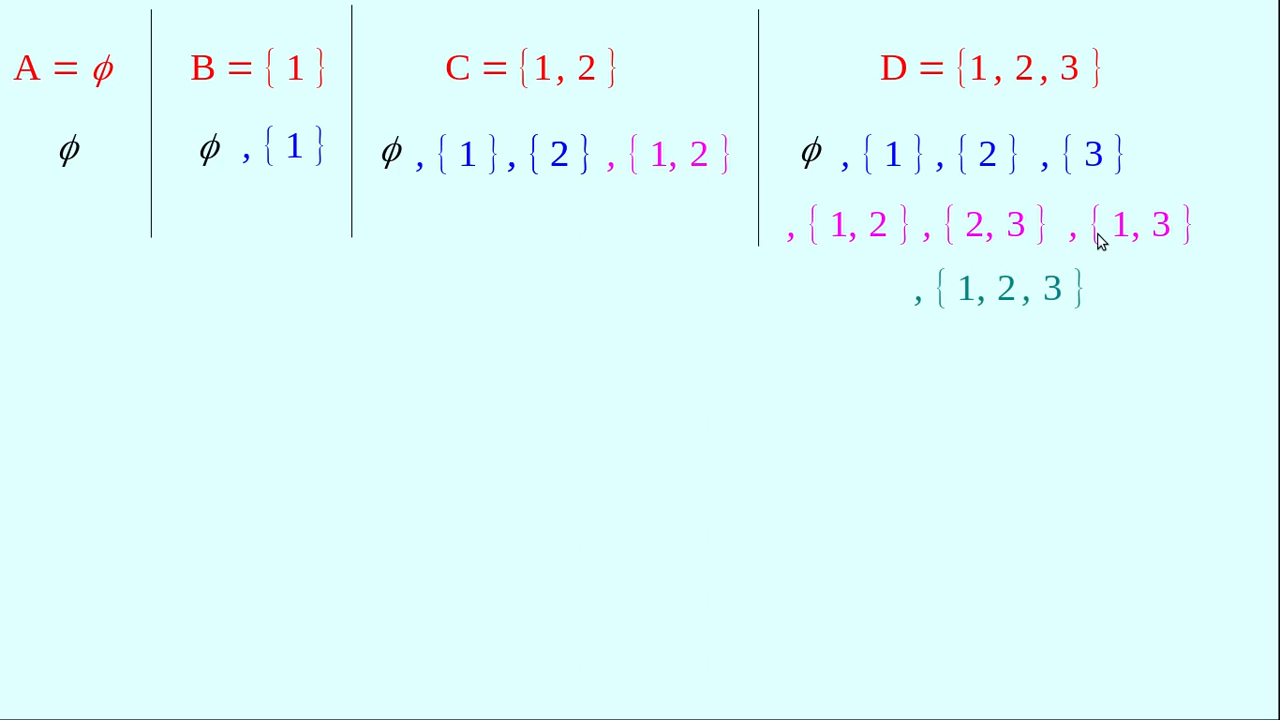 A = ϕ
ϕ
B = { 1 }
ϕ , { 1 }
C = {1, 2 }
ϕ , { 1 } , { 2 } , { 1, 2 }
D = {1, 2, 3 }
ϕ , { 1 } , { 2 } , { 3 }
, { 1, 2 } , { 2, 3 } , { 1, 3 }
, { 1, 2, 3 }